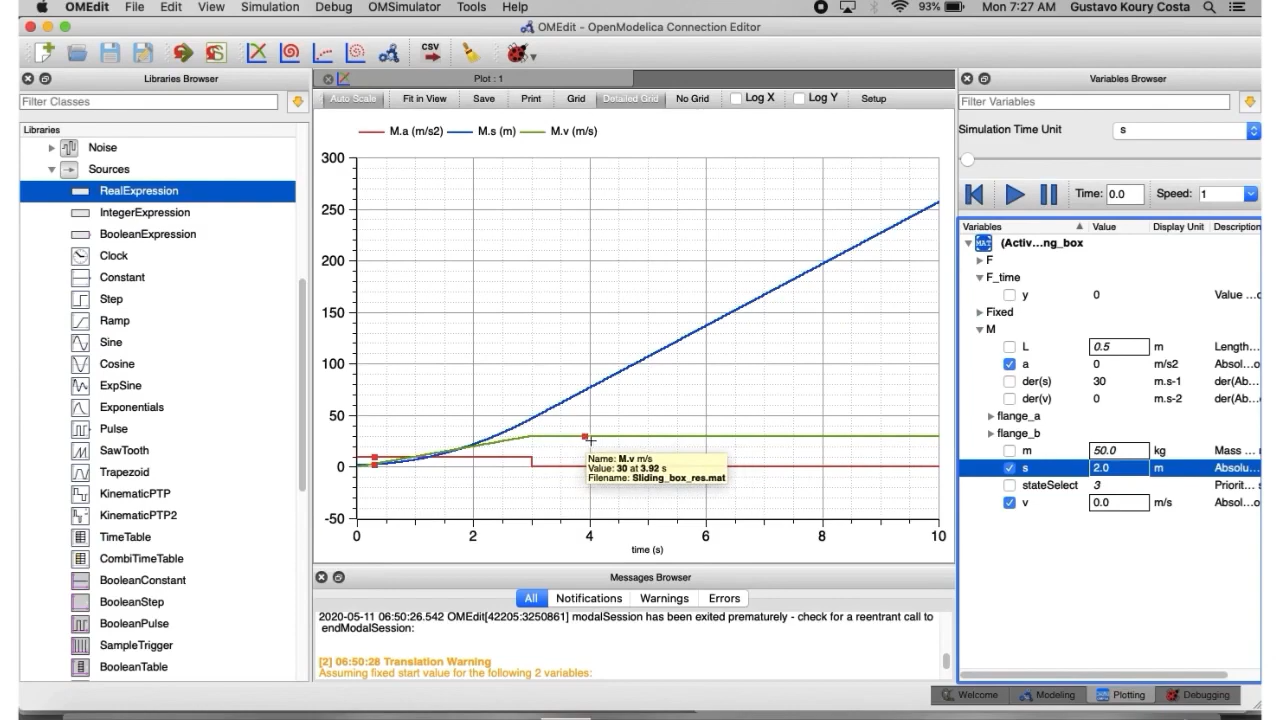 OMEdit File Edit View Simulation Debug OMSimulator Tools Help 93% Mon 7:27 AM Gustavo Koury Costa
OMEdit - OpenModelica Connection Editor
CSV
Libraries Browser
Filter Classes
Libraries
Noise
Sources
RealExpression
IntegerExpression
BooleanExpression
Clock
Constant
Step
Ramp
Sine
Cosine
ExpSine
Exponentials
Pulse
SawTooth
Trapezoid
KinematicPTP
KinematicPTP2
TimeTable
CombiTimeTable
BooleanConstant
BooleanStep
BooleanPulse
SampleTrigger
BooleanTable
Plot : 1
Auto Scale Fit in View Save Print Grid Detailed Grid No Grid Log X Log Y Setup
M.a (m/s2) M.s (m) M.v (m/s)
300
250
200
150
100
50
0
-50
0 2 4 6 8 10
time (s)
Name: M.v m/s
Value: 30 at 3.92 s
Filename: Sliding_box_res.mat
Messages Browser
All Notifications Warnings Errors
2020-05-11 06:50:26.542 OMEdit[42205:3250861] modalSession has been exited prematurely - check for a reentrant call to
endModalSession:
[2] 06:50:28 Translation Warning
Assuming fixed start value for the following 2 variables:
Variables Browser
Filter Variables
Simulation Time Unit s
Time: 0.0 Speed: 1
Variables Value Display Unit Description
MAT (Activ...ng_box
F
F_time
y 0 Value ...
Fixed
M
L 0.5 m Length...
a 0 m/s2 Absol...o
der(s) 30 m.s-1 der(Ab...
der(v) 0 m.s-2 der(Ab...
flange_a
flange_b
m 50.0 kg Mass ...
s 2.0 m Absolu...
stateSelect 3 Priorit...
v 0.0 m/s Absol...o
Welcome Modeling Plotting Debugging